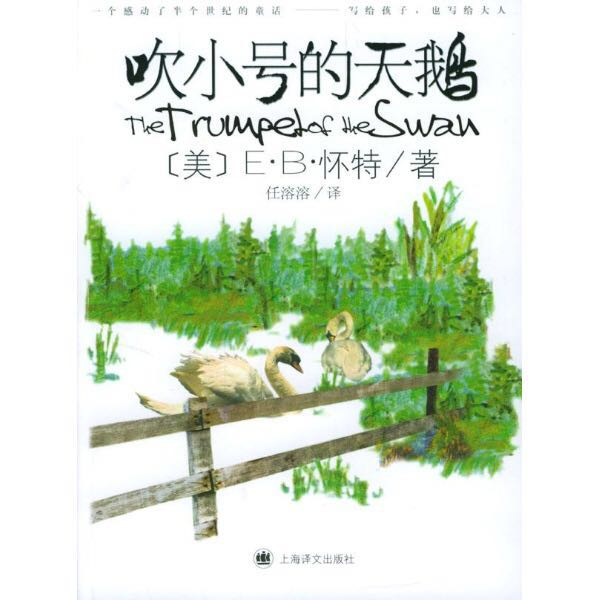 一个感动了半个世纪的童话——写给孩子，也写给大人
吹小号的天鹅
The Trumpet of the Swan
〔美〕E·B·怀特/著
任溶溶/译
上海译文出版社